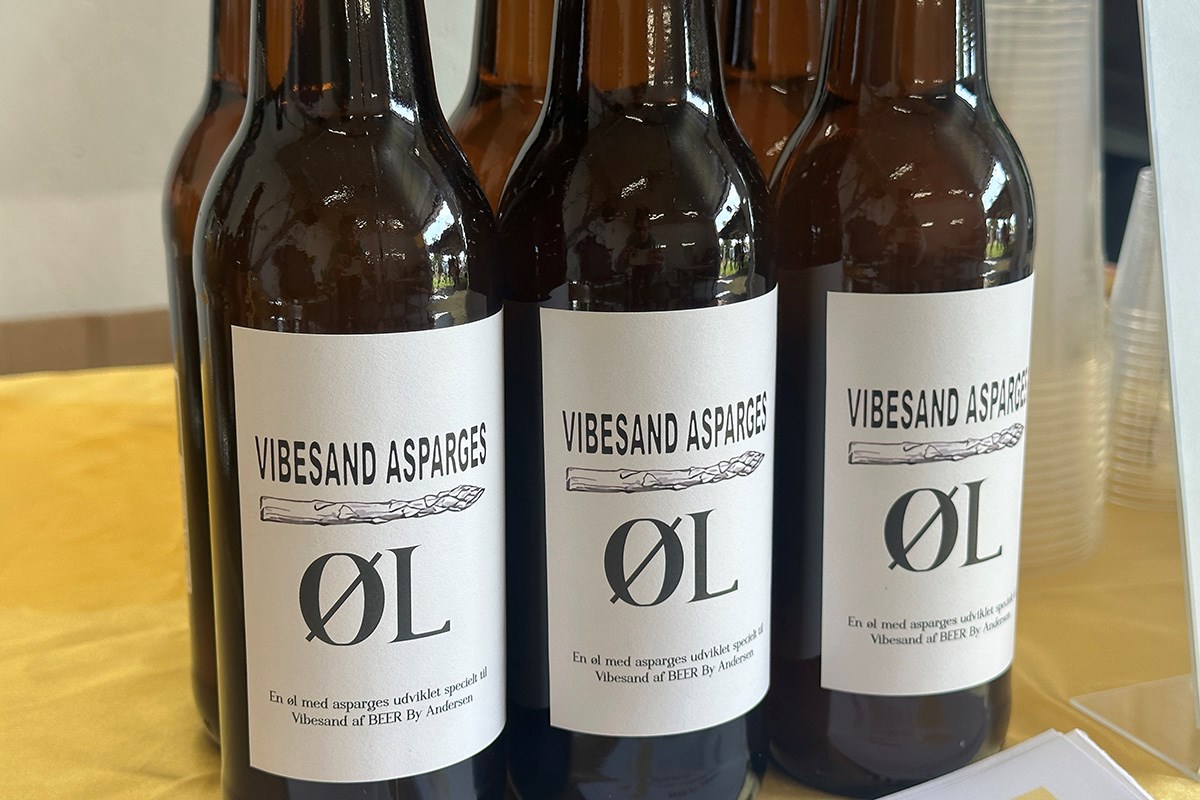 VIBESAND ASPARGES
ØL
En øl med asparges udviklet specielt til
Vibesand af BEER By Andersen
VIBESAND ASPARGES
ØL
En øl med asparges udviklet specielt til
Vibesand af BEER By Andersen
VIBESAND ASPARGES
ØL
En øl med asparges udviklet
Vibesand af BEER By Andersen